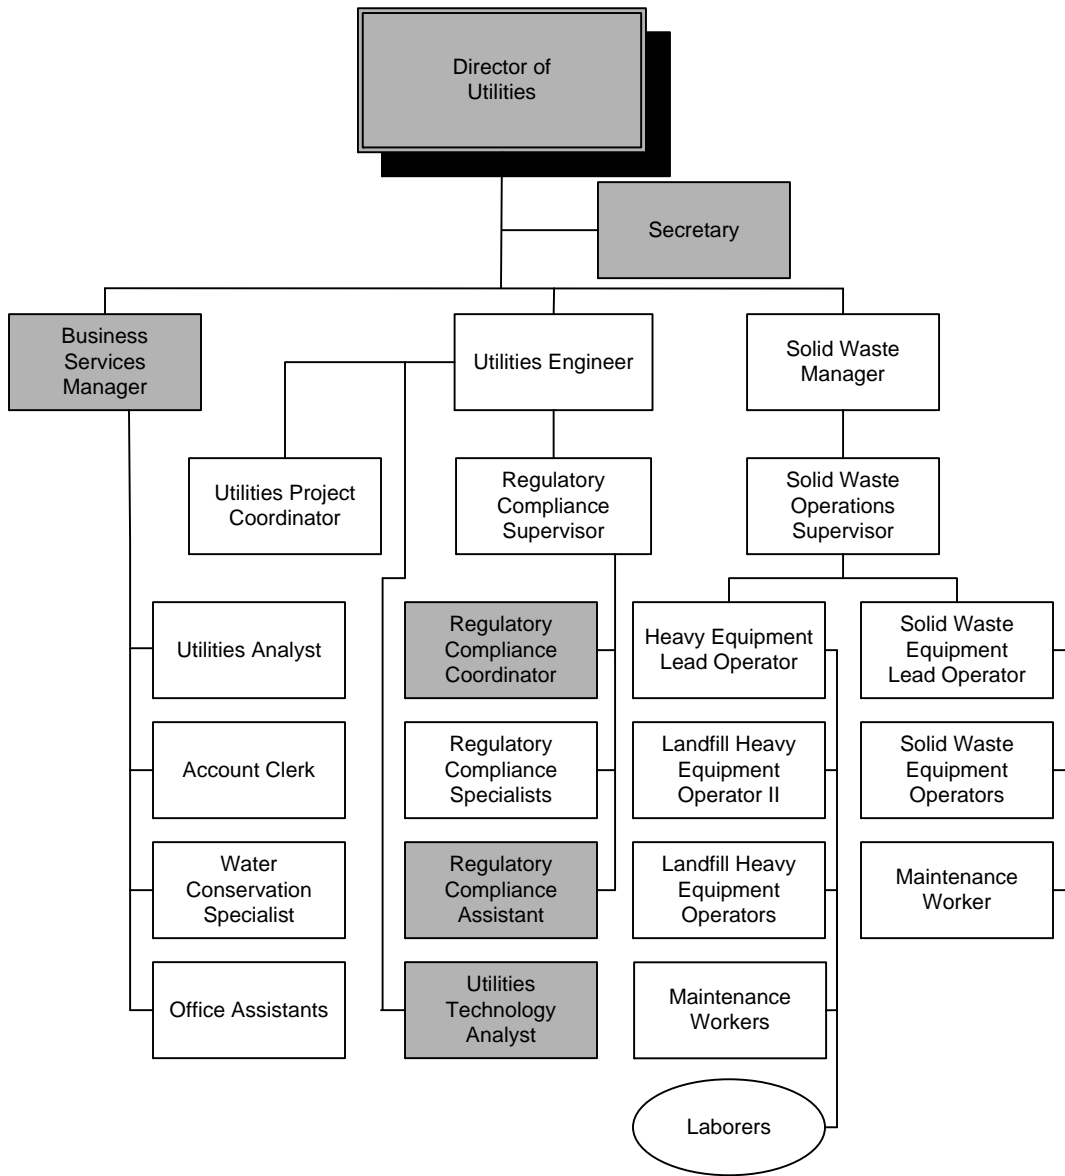 Director of
Utilities
Secretary
Business
Services
Manager
Utilities Engineer
Solid Waste
Manager
Utilities Project
Coordinator
Regulatory
Compliance
Supervisor
Solid Waste
Operations
Supervisor
Utilities Analyst
Regulatory
Compliance
Coordinator
Heavy Equipment
Lead Operator
Solid Waste
Equipment
Lead Operator
Account Clerk
Regulatory
Compliance
Specialists
Landfill Heavy
Equipment
Operator II
Solid Waste
Equipment
Operators
Water
Conservation
Specialist
Regulatory
Compliance
Assistant
Landfill Heavy
Equipment
Operators
Maintenance
Worker
Office Assistants
Utilities
Technology
Analyst
Maintenance
Workers
Laborers